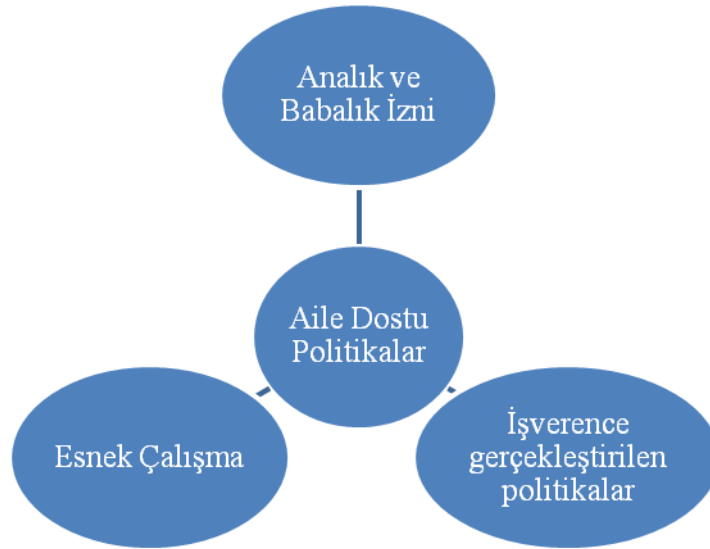 Analık ve
Babalık İzni
Aile Dostu
Politikalar
Esnek Çalışma
İşverence
gerçekleştirilen
politikalar